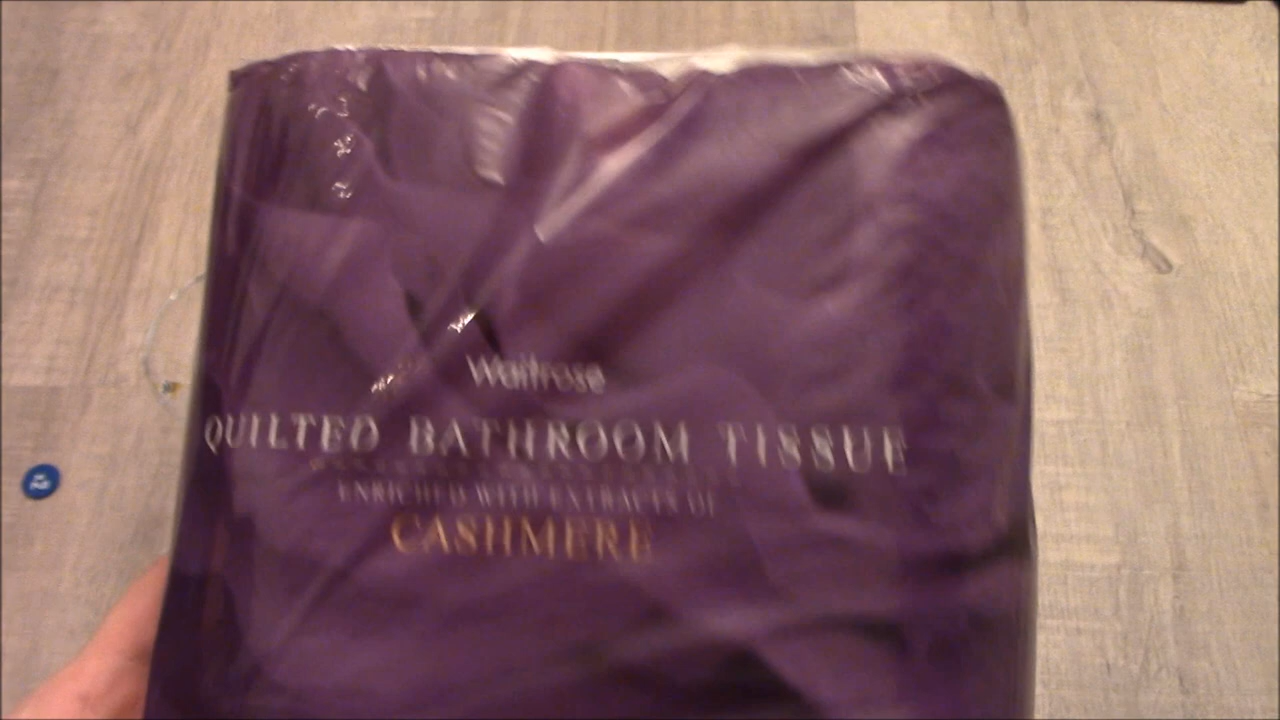 Waitrose
QUILTED BATHROOM TISSUE
ENRICHED WITH EXTRACTS OF
CASHMERE